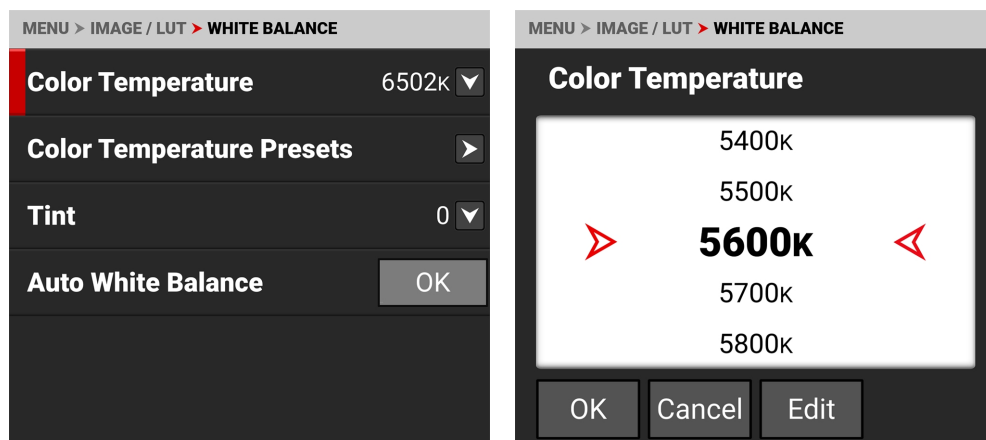 MENU ➤ IMAGE / LUT ➤ WHITE BALANCE
Color Temperature 6502K
Color Temperature Presets
Tint 0
Auto White Balance OK
MENU ➤ IMAGE / LUT ➤ WHITE BALANCE
Color Temperature
5400K
5500K
5600K
5700K
5800K
OK Cancel Edit